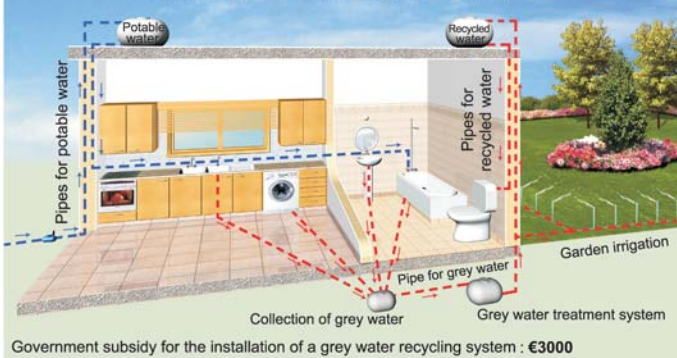 Potable
water
Recycled
water
Pipes for potable water
Pipes for
recycled water
Garden irrigation
Pipe for grey water
Collection of grey water
Grey water treatment system
Government subsidy for the installation of a grey water recycling system : €3000